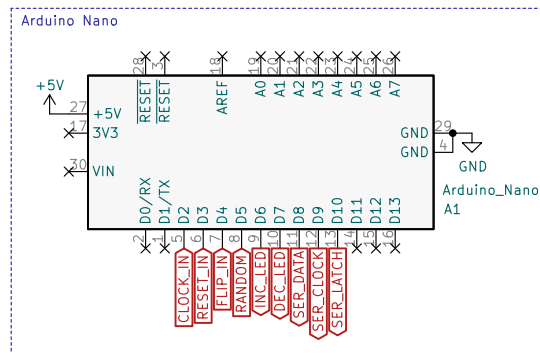 Arduino Nano
28 3 18 19 20 21 22 23 24 25 26
RESET RESET AREF A0 A1 A2 A3 A4 A5 A6 A7
+5V
27 +5V
17 3V3
30 VIN
GND 29
GND 4
GND
Arduino_Nano
A1
D0/RX D1/TX D2 D3 D4 D5 D6 D7 D8 D9 D10 D11 D12 D13
2 1 5 6 7 8 9 10 11 12 13 14 15 16
CLOCK_IN RESET_IN FLIP_IN RANDOM INC_LED DEC_LED SER_DATA SER_CLOCK SER_LATCH